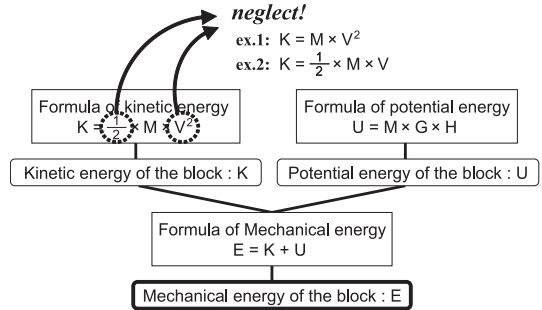 neglect!
ex.1: K = M × V²
ex.2: K = 1/2 × M × V
Formula of kinetic energy
K = 1/2 × M × V²
Formula of potential energy
U = M × G × H
Kinetic energy of the block : K
Potential energy of the block : U
Formula of Mechanical energy
E = K + U
Mechanical energy of the block : E